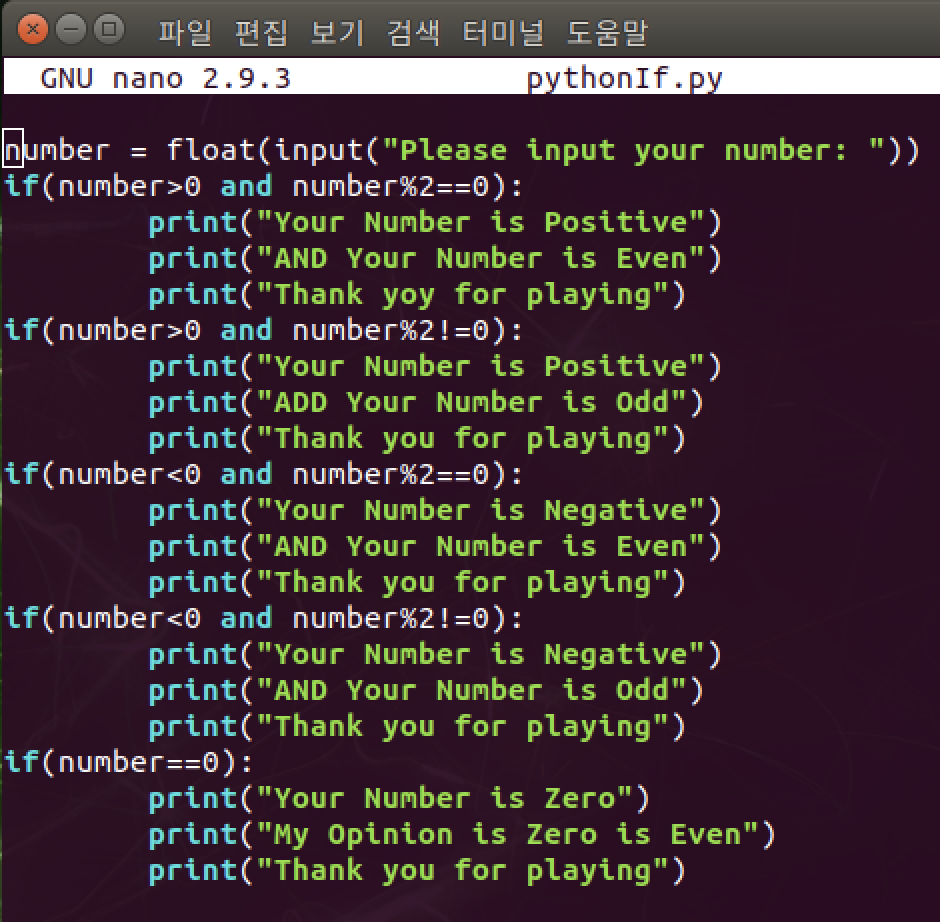 파일 편집 보기 검색 터미널 도움말
GNU nano 2.9.3 pythonIf.py
number = float(input("Please input your number: "))
if(number>0 and number%2==0):
        print("Your Number is Positive")
        print("AND Your Number is Even")
        print("Thank yoy for playing")
if(number>0 and number%2!=0):
        print("Your Number is Positive")
        print("ADD Your Number is Odd")
        print("Thank you for playing")
if(number<0 and number%2==0):
        print("Your Number is Negative")
        print("AND Your Number is Even")
        print("Thank you for playing")
if(number<0 and number%2!=0):
        print("Your Number is Negative")
        print("AND Your Number is Odd")
        print("Thank you for playing")
if(number==0):
        print("Your Number is Zero")
        print("My Opinion is Zero is Even")
        print("Thank you for playing")